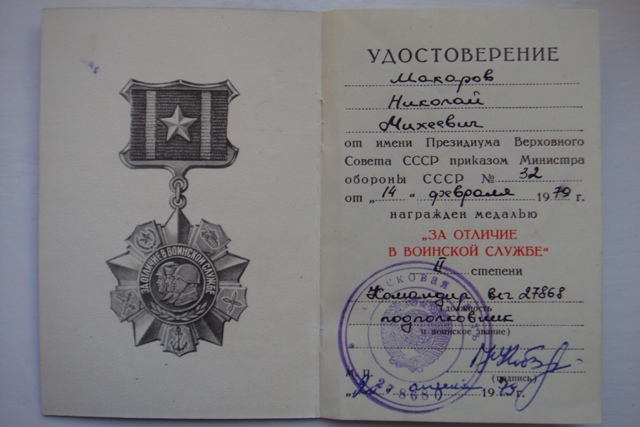 ЗА ОТЛИЧИЕ В ВОИНСКОЙ СЛУЖБЕ
УДОСТОВЕРЕНИЕ
Макаров
Николай
Михеевич
от имени Президиума Верховного
Совета СССР приказом Министра
обороны СССР № 32
от „14" февраля 1979 г.
награжден медалью
„ЗА ОТЛИЧИЕ
В ВОИНСКОЙ СЛУЖБЕ"
II степени
Командир в/ч 27868
(должность
подполковник
и воинское звание)
М. П.
(подпись)
апреля 1979 г.